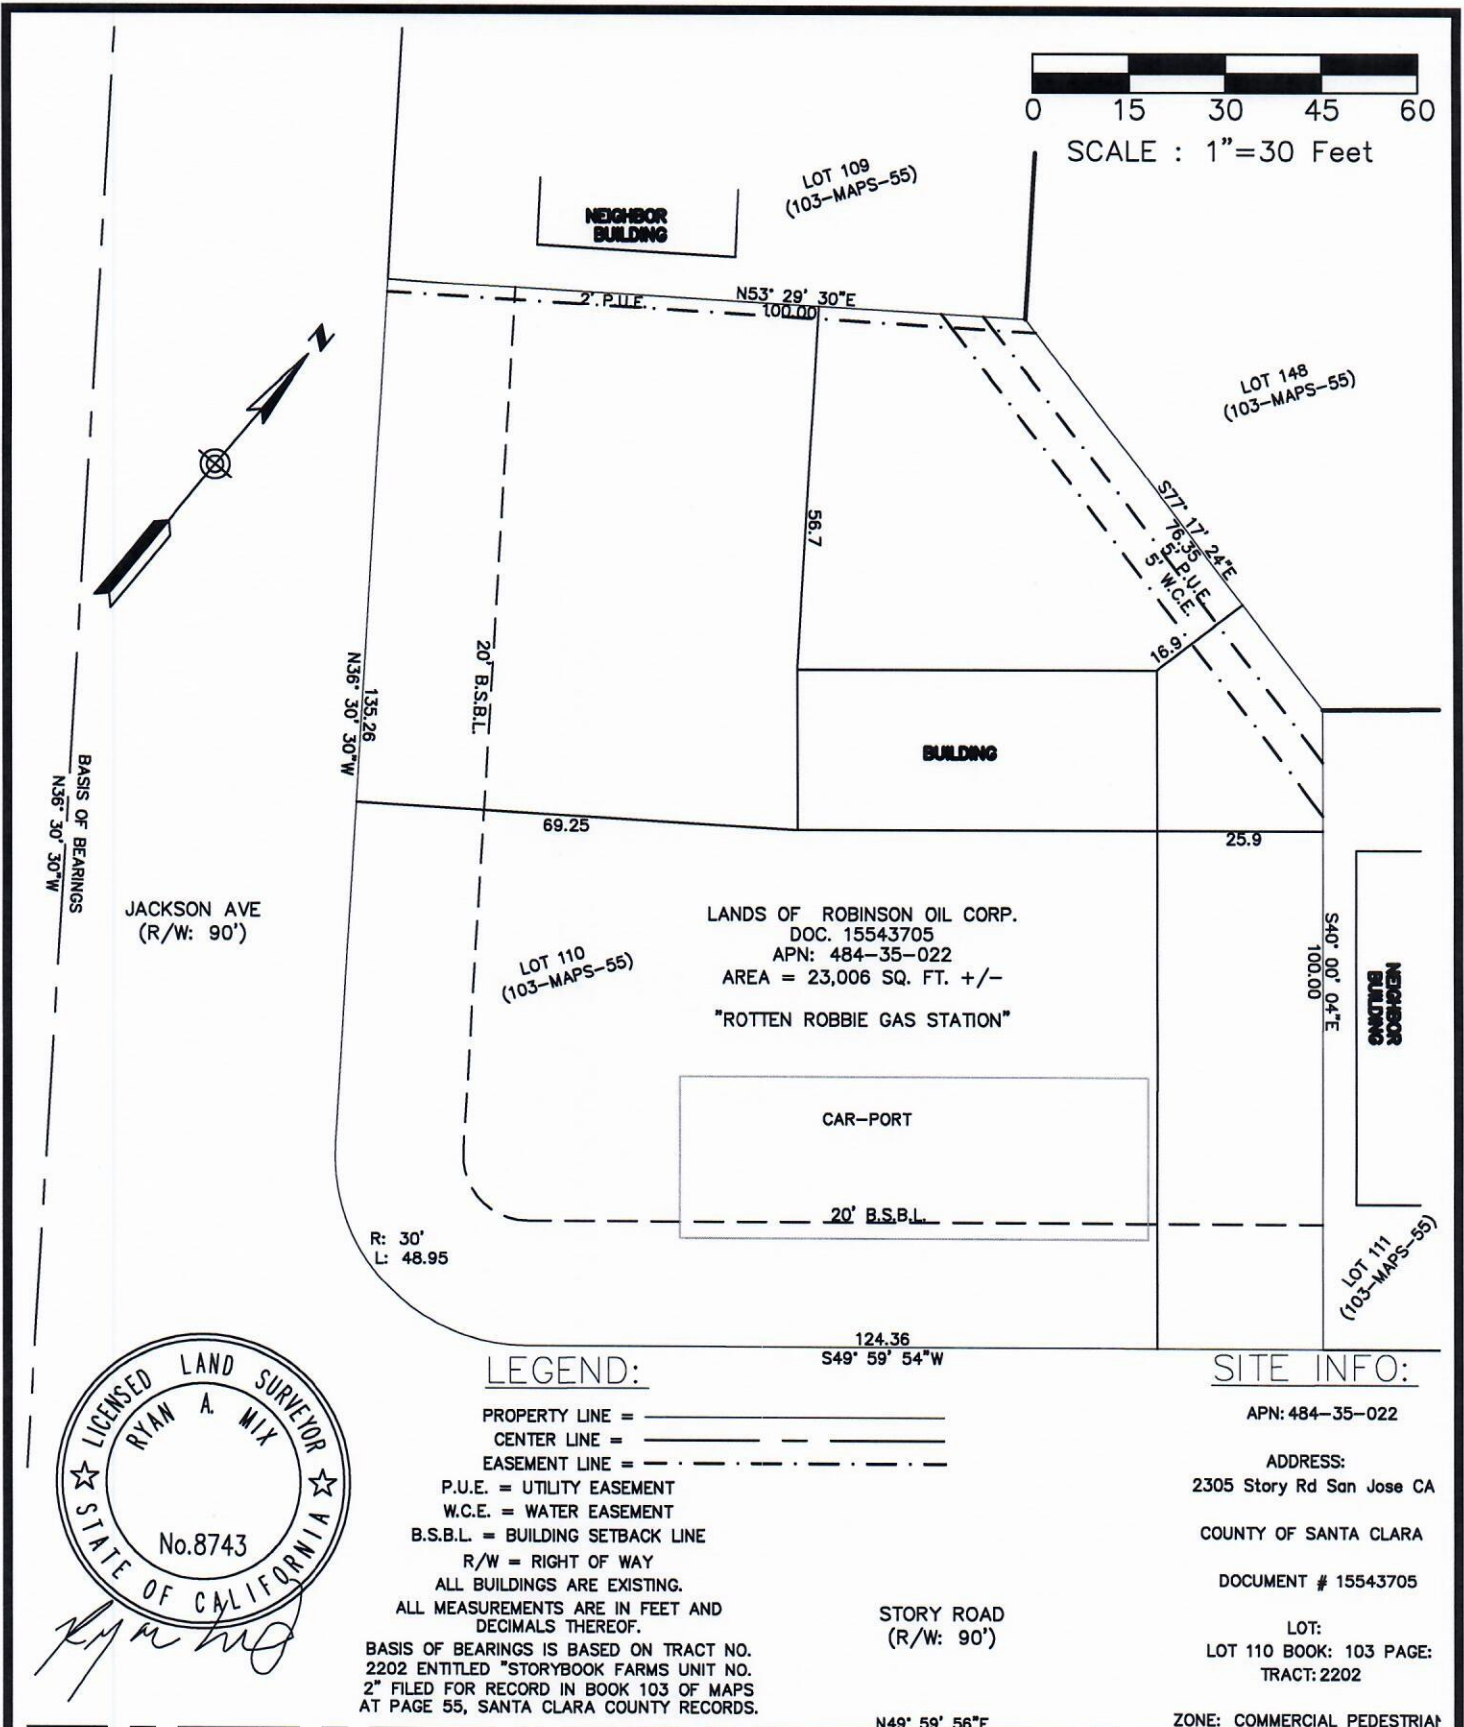 0 15 30 45 60
SCALE : 1"=30 Feet
LOT 109
(103-MAPS-55)
NEIGHBOR
BUILDING
2' P.U.E.
N53° 29' 30"E
100.00
N
LOT 148
(103-MAPS-55)
S77° 17' 24"E
76.35
5' P.U.E.
5' W.C.E.
56.7
16.9
20' B.S.B.L.
135.26
N36° 30' 30"W
BUILDING
BASIS OF BEARINGS
N36° 30' 30"W
69.25
25.9
JACKSON AVE
(R/W: 90')
LOT 110
(103-MAPS-55)
LANDS OF ROBINSON OIL CORP.
DOC. 15543705
APN: 484-35-022
AREA = 23,006 SQ. FT. +/-
"ROTTEN ROBBIE GAS STATION"
S40° 00' 04"E
100.00
NEIGHBOR
BUILDING
CAR-PORT
20' B.S.B.L.
R: 30'
L: 48.95
LOT 111
(103-MAPS-55)
124.36
S49° 59' 54"W
LICENSED LAND SURVEYOR
RYAN A. MIX
No.8743
STATE OF CALIFORNIA
LEGEND:
PROPERTY LINE =
CENTER LINE =
EASEMENT LINE =
P.U.E. = UTILITY EASEMENT
W.C.E. = WATER EASEMENT
B.S.B.L. = BUILDING SETBACK LINE
R/W = RIGHT OF WAY
ALL BUILDINGS ARE EXISTING.
ALL MEASUREMENTS ARE IN FEET AND
DECIMALS THEREOF.
BASIS OF BEARINGS IS BASED ON TRACT NO.
2202 ENTITLED "STORYBOOK FARMS UNIT NO.
2" FILED FOR RECORD IN BOOK 103 OF MAPS
AT PAGE 55, SANTA CLARA COUNTY RECORDS.
STORY ROAD
(R/W: 90')
N49° 59' 56"E
SITE INFO:
APN: 484-35-022
ADDRESS:
2305 Story Rd San Jose CA
COUNTY OF SANTA CLARA
DOCUMENT # 15543705
LOT:
LOT 110 BOOK: 103 PAGE:
TRACT: 2202
ZONE: COMMERCIAL PEDESTRIAN